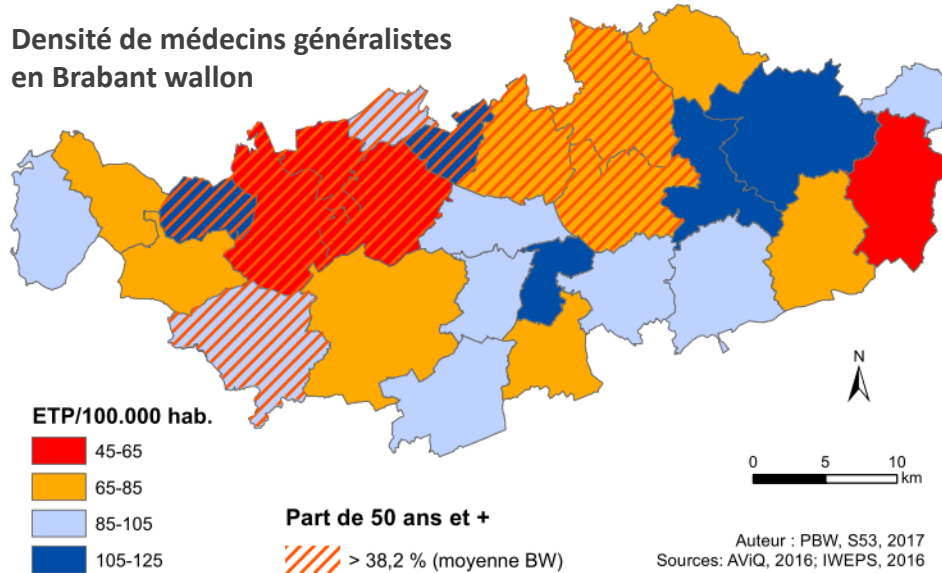 Densité de médecins généralistes
en Brabant wallon
N
ETP/100.000 hab.
45-65
65-85
85-105
105-125
Part de 50 ans et +
> 38,2 % (moyenne BW)
0 5 10
km
Auteur : PBW, S53, 2017
Sources: AViQ, 2016; IWEPS, 2016